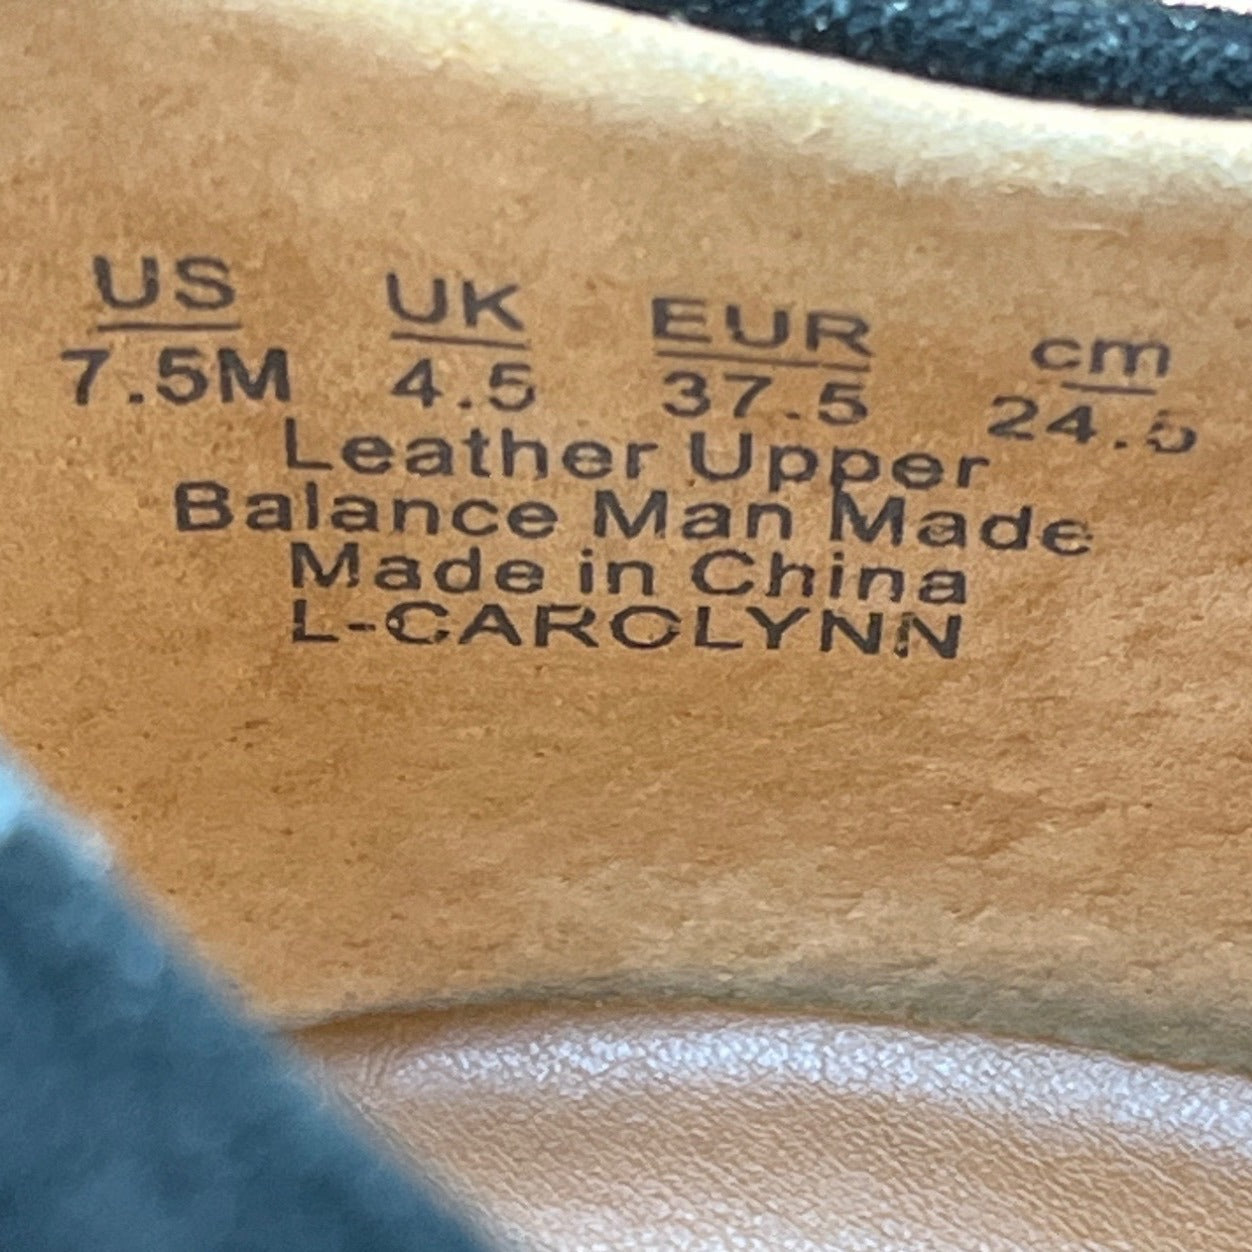 US UK EUR cm
7.5M 4.5 37.5 24.5
Leather Upper
Balance Man Made
Made in China
L-CAROLYNN